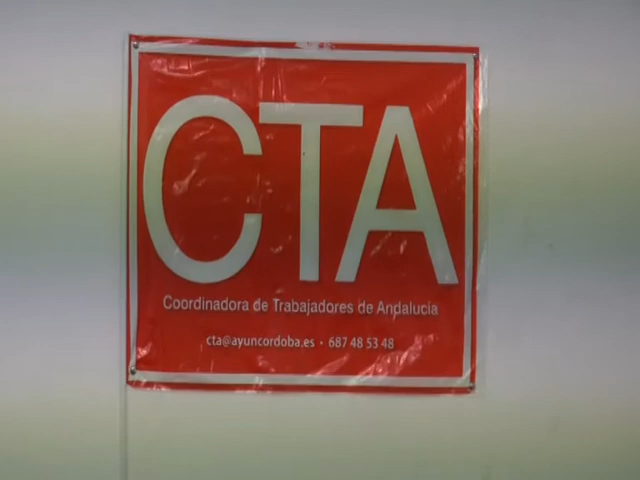 CTA
Coordinadora de Trabajadores de Andalucia
cta@ayuncordoba.es · 687 48 53 48